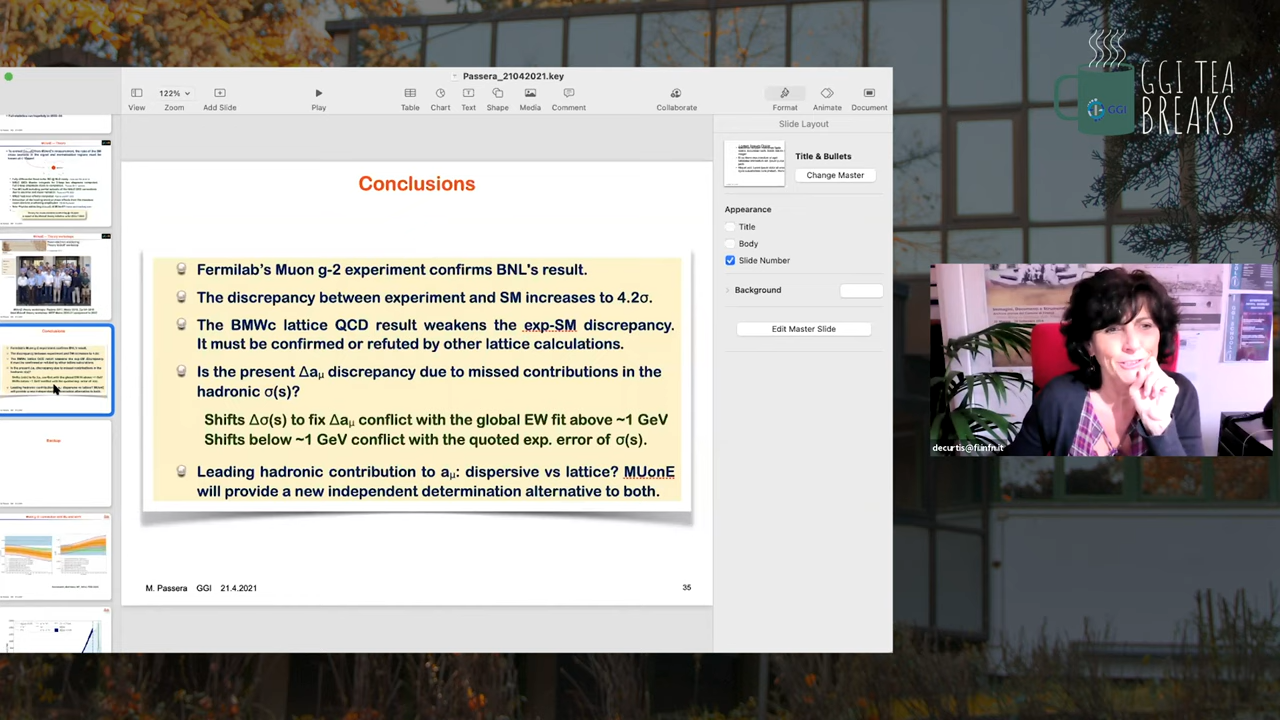 Passera_21042021.key
View
122%
Zoom
Add Slide
Play
Table
Chart
Text
Shape
Media
Comment
Collaborate
Format
Animate
Document
GGI TEA
BREAKS
GGI
Slide Layout
Title & Bullets
Change Master
Appearance
Title
Body
Slide Number
Background
Edit Master Slide
Conclusions
Fermilab's Muon g-2 experiment confirms BNL's result.
The discrepancy between experiment and SM increases to 4.2σ.
The BMWc lattice QCD result weakens the exp-SM discrepancy.
It must be confirmed or refuted by other lattice calculations.
Is the present Δaμ discrepancy due to missed contributions in the
hadronic σ(s)?
Shifts Δσ(s) to fix Δaμ conflict with the global EW fit above ~1 GeV
Shifts below ~1 GeV conflict with the quoted exp. error of σ(s).
Leading hadronic contribution to aμ: dispersive vs lattice? MUonE
will provide a new independent determination alternative to both.
M. Passera GGI 21.4.2021
35
Conclusions
Backup
decurtis@fi.infn.it